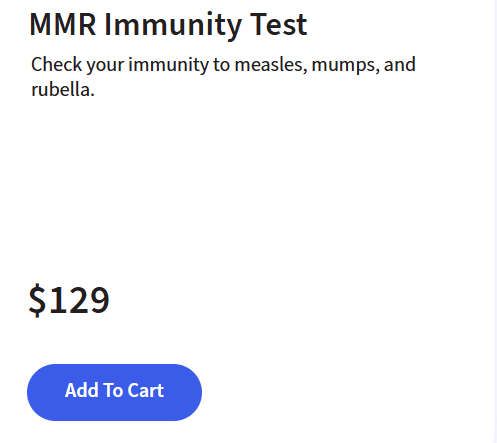 MMR Immunity Test
Check your immunity to measles, mumps, and
rubella.
$129
Add To Cart